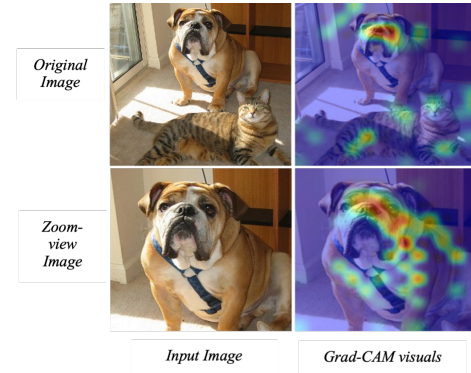 Original
Image
Zoom-
view
Image
Input Image
Grad-CAM visuals